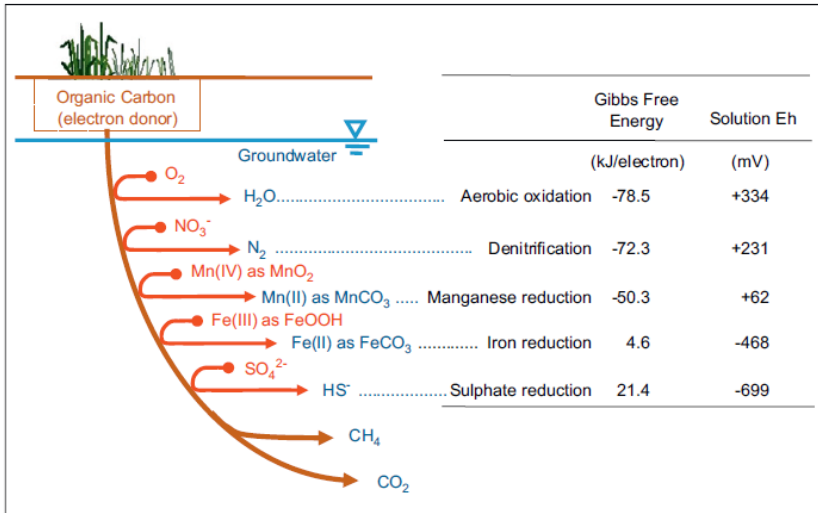 Organic Carbon
(electron donor)
Gibbs Free
Energy
Solution Eh
Groundwater
(kJ/electron)
(mV)
O₂
H₂O................................... Aerobic oxidation -78.5 +334
NO₃⁻
N₂ .......................................... Denitrification -72.3 +231
Mn(IV) as MnO₂
Mn(II) as MnCO₃ ..... Manganese reduction -50.3 +62
Fe(III) as FeOOH
Fe(II) as FeCO₃ ............. Iron reduction 4.6 -468
SO₄²⁻
HS⁻ ................... Sulphate reduction 21.4 -699
CH₄
CO₂